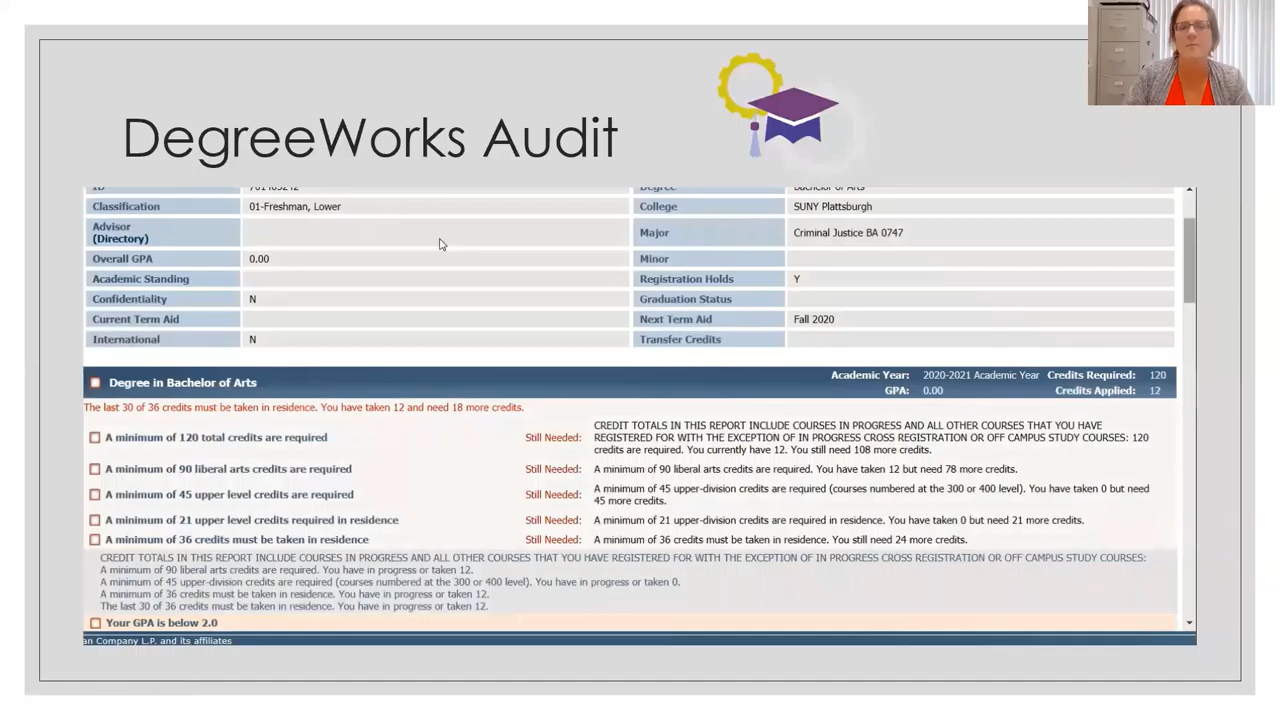 DegreeWorks Audit
ID Degree Bachelor of Arts
Classification 01-Freshman, Lower College SUNY Plattsburgh
Advisor
(Directory) Major Criminal Justice BA 0747
Overall GPA 0.00 Minor
Academic Standing Registration Holds Y
Confidentiality N Graduation Status
Current Term Aid Next Term Aid Fall 2020
International N Transfer Credits
Degree in Bachelor of Arts Academic Year: 2020-2021 Academic Year Credits Required: 120
GPA: 0.00 Credits Applied: 12
The last 30 of 36 credits must be taken in residence. You have taken 12 and need 18 more credits.
A minimum of 120 total credits are required Still Needed: CREDIT TOTALS IN THIS REPORT INCLUDE COURSES IN PROGRESS AND ALL OTHER COURSES THAT YOU HAVE
REGISTERED FOR WITH THE EXCEPTION OF IN PROGRESS CROSS REGISTRATION OR OFF CAMPUS STUDY COURSES: 120
credits are required. You currently have 12. You still need 108 more credits.
A minimum of 90 liberal arts credits are required Still Needed: A minimum of 90 liberal arts credits are required. You have taken 12 but need 78 more credits.
A minimum of 45 upper level credits are required Still Needed: A minimum of 45 upper-division credits are required (courses numbered at the 300 or 400 level). You have taken 0 but need
45 more credits.
A minimum of 21 upper level credits required in residence Still Needed: A minimum of 21 upper-division credits are required in residence. You have taken 0 but need 21 more credits.
A minimum of 36 credits must be taken in residence Still Needed: A minimum of 36 credits must be taken in residence. You still need 24 more credits.
CREDIT TOTALS IN THIS REPORT INCLUDE COURSES IN PROGRESS AND ALL OTHER COURSES THAT YOU HAVE REGISTERED FOR WITH THE EXCEPTION OF IN PROGRESS CROSS REGISTRATION OR OFF CAMPUS STUDY COURSES:
A minimum of 90 liberal arts credits are required. You have in progress or taken 12.
A minimum of 45 upper-division credits are required (courses numbered at the 300 or 400 level). You have in progress or taken 0.
A minimum of 36 credits must be taken in residence. You have in progress or taken 12.
The last 30 of 36 credits must be taken in residence. You have in progress or taken 12.
Your GPA is below 2.0
an Company L.P. and its affiliates